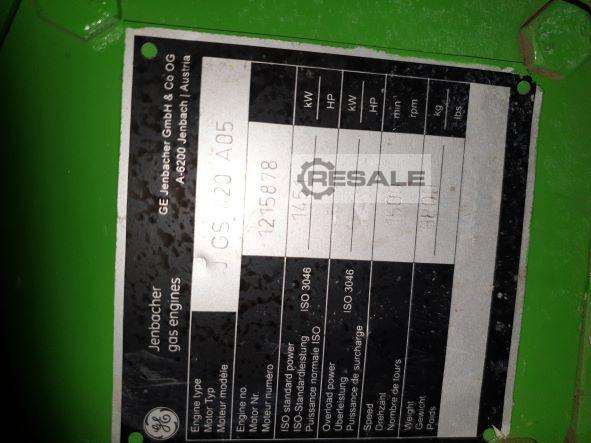 GE Jenbacher GmbH & Co OG
A-6200 Jenbach | Austria
Jenbacher
gas engines
Engine type
Motor Typ
Moteur modèle
J GS 420 A05
Engine no.
Motor Nr.
Moteur numéro
1215878
ISO standard power
ISO-Standardleistung
Puissance normale ISO
ISO 3046
kW
HP
Overload power
Überleistung
Puissance de surcharge
ISO 3046
kW
HP
Speed
Drehzahl
Nombre de tours
min
rpm
Weight
Gewicht
Poids
kg
lbs
RESALE